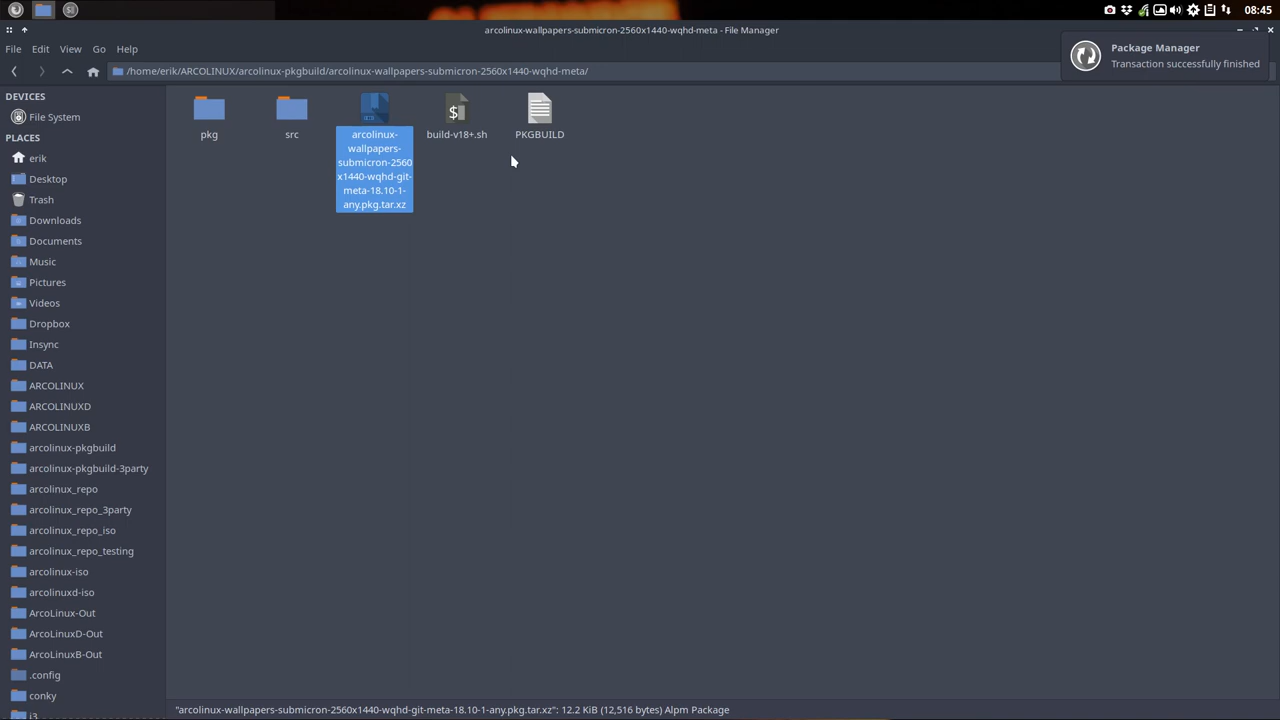 08:45
arcolinux-wallpapers-submicron-2560x1440-wqhd-meta - File Manager
File Edit View Go Help
Package Manager
Transaction successfully finished
/home/erik/ARCOLINUX/arcolinux-pkgbuild/arcolinux-wallpapers-submicron-2560x1440-wqhd-meta/
DEVICES
File System
PLACES
erik
Desktop
Trash
Downloads
Documents
Music
Pictures
Videos
Dropbox
Insync
DATA
ARCOLINUX
ARCOLINUXD
ARCOLINUXB
arcolinux-pkgbuild
arcolinux-pkgbuild-3party
arcolinux_repo
arcolinux_repo_3party
arcolinux_repo_iso
arcolinux_repo_testing
arcolinux-iso
arcolinuxd-iso
ArcoLinux-Out
ArcoLinuxD-Out
ArcoLinuxB-Out
.config
conky
i3
pkg
src
arcolinux-
wallpapers-
submicron-2560
x1440-wqhd-git-
meta-18.10-1-
any.pkg.tar.xz
$
build-v18+.sh
PKGBUILD
"arcolinux-wallpapers-submicron-2560x1440-wqhd-git-meta-18.10-1-any.pkg.tar.xz": 12.2 KiB (12,516 bytes) Alpm Package